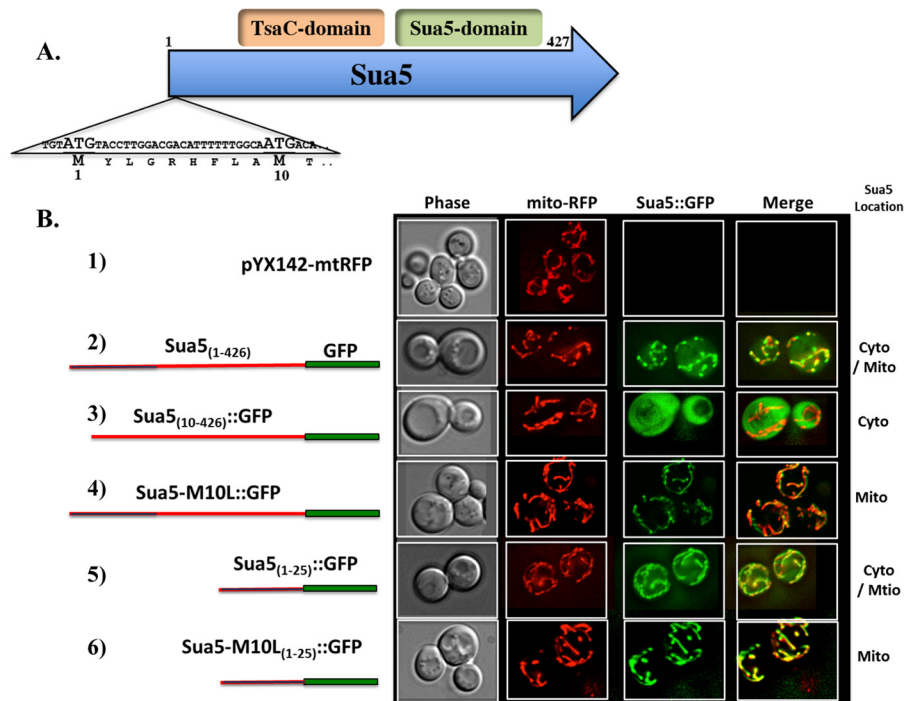 TsaC-domain Sua5-domain
A. 1 427
Sua5
TGTATGTACCTTGGACGACATTTTTTGGCAATGACA..
M Y L G R H F L A M T ..
1 10
Phase mito-RFP Sua5::GFP Merge Sua5 Location
B.
1) pYX142-mtRFP
2) Sua5(1-426) GFP Cyto / Mito
3) Sua5(10-426)::GFP Cyto
4) Sua5-M10L::GFP Mito
5) Sua5(1-25)::GFP Cyto / Mtio
6) Sua5-M10L(1-25)::GFP Mito